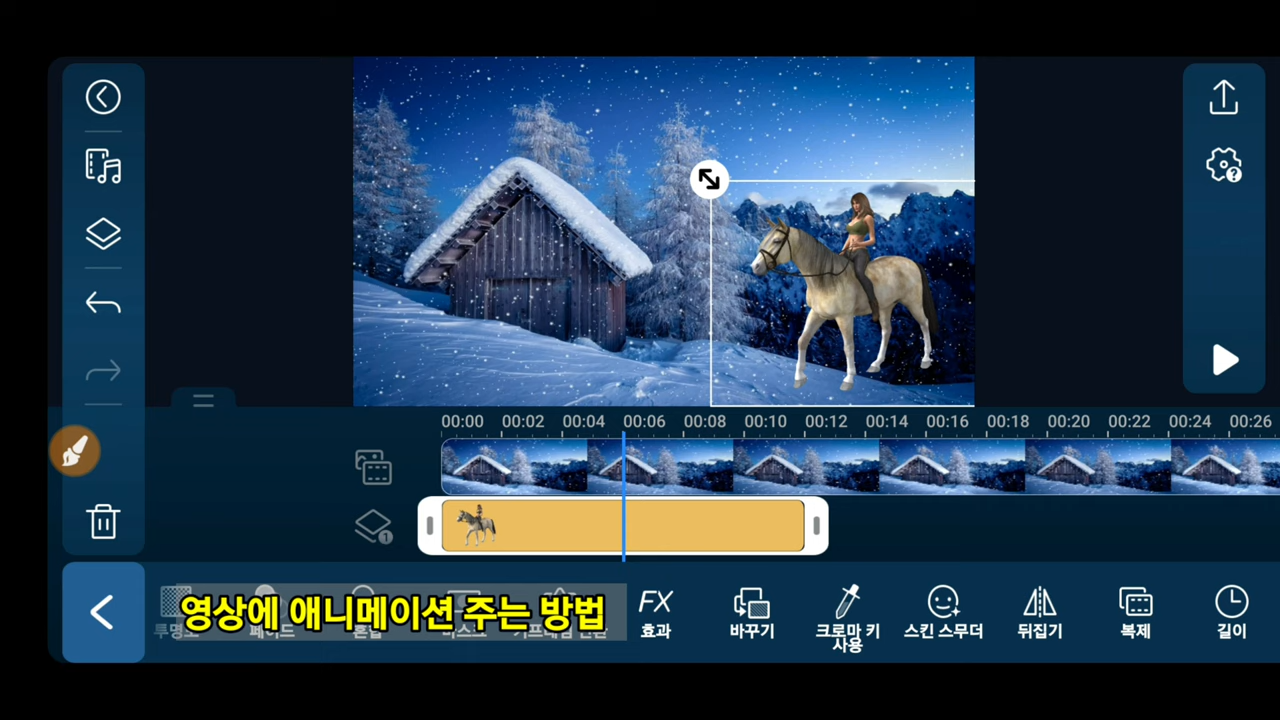 00:00 00:02 00:04 00:06 00:08 00:10 00:12 00:14 00:16 00:18 00:20 00:22 00:24 00:26
1
영상에 애니메이션 주는 방법
FX
효과
바꾸기
크로마 키
사용
스킨 스무더
뒤집기
복제
길이